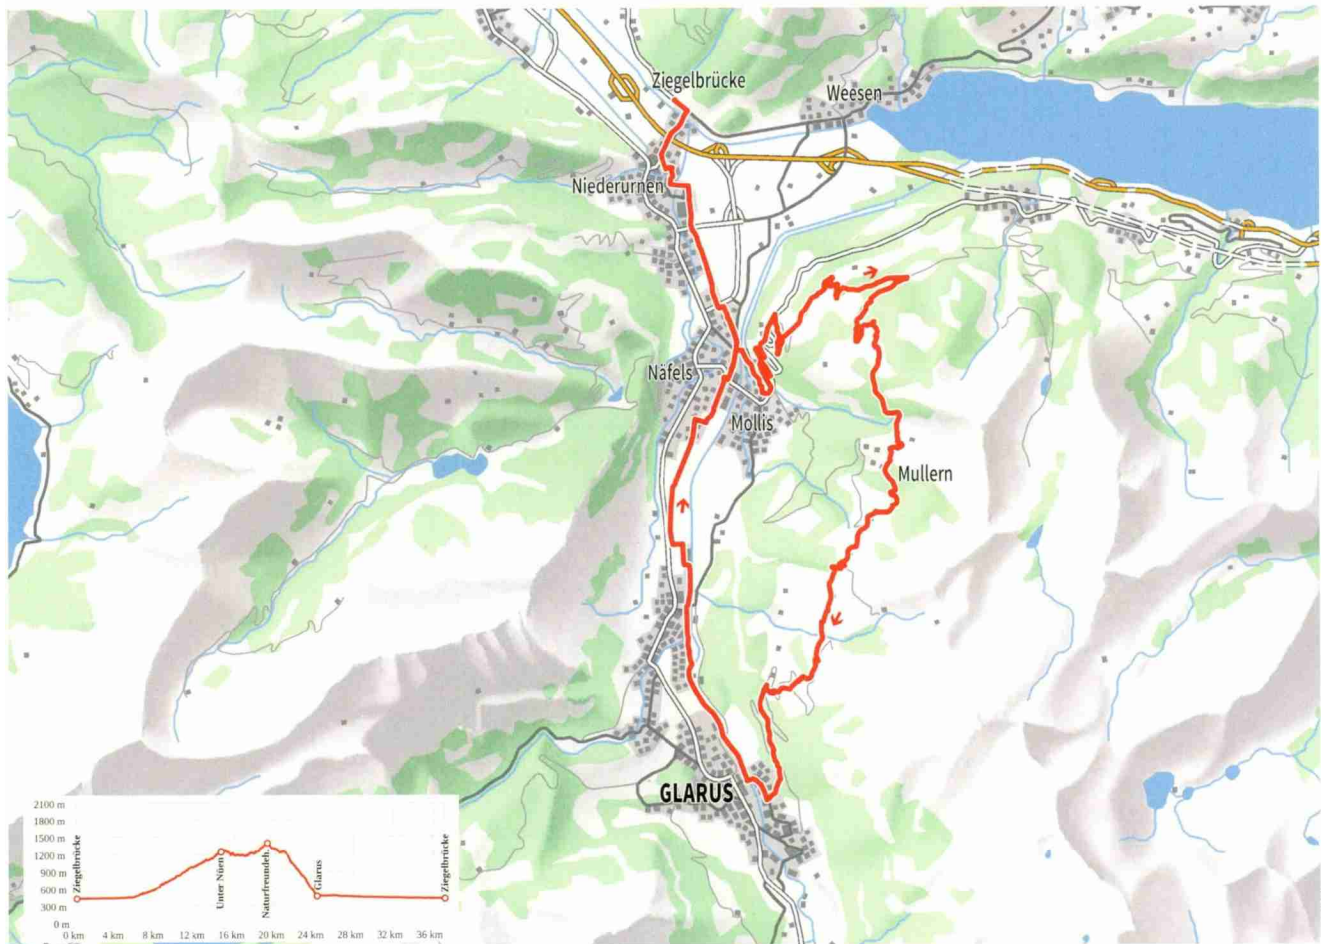 Ziegelbrücke
Weesen
Niederurnen
Näfels
Mollis
Mullern
GLARUS
2100 m
1800 m
1500 m
1200 m
900 m
600 m
300 m
0 m
Ziegelbrücke
Unter Nüen
Naturfreundeh.
Glarus
Ziegelbrücke
0 km 4 km 8 km 12 km 16 km 20 km 24 km 28 km 32 km 36 km